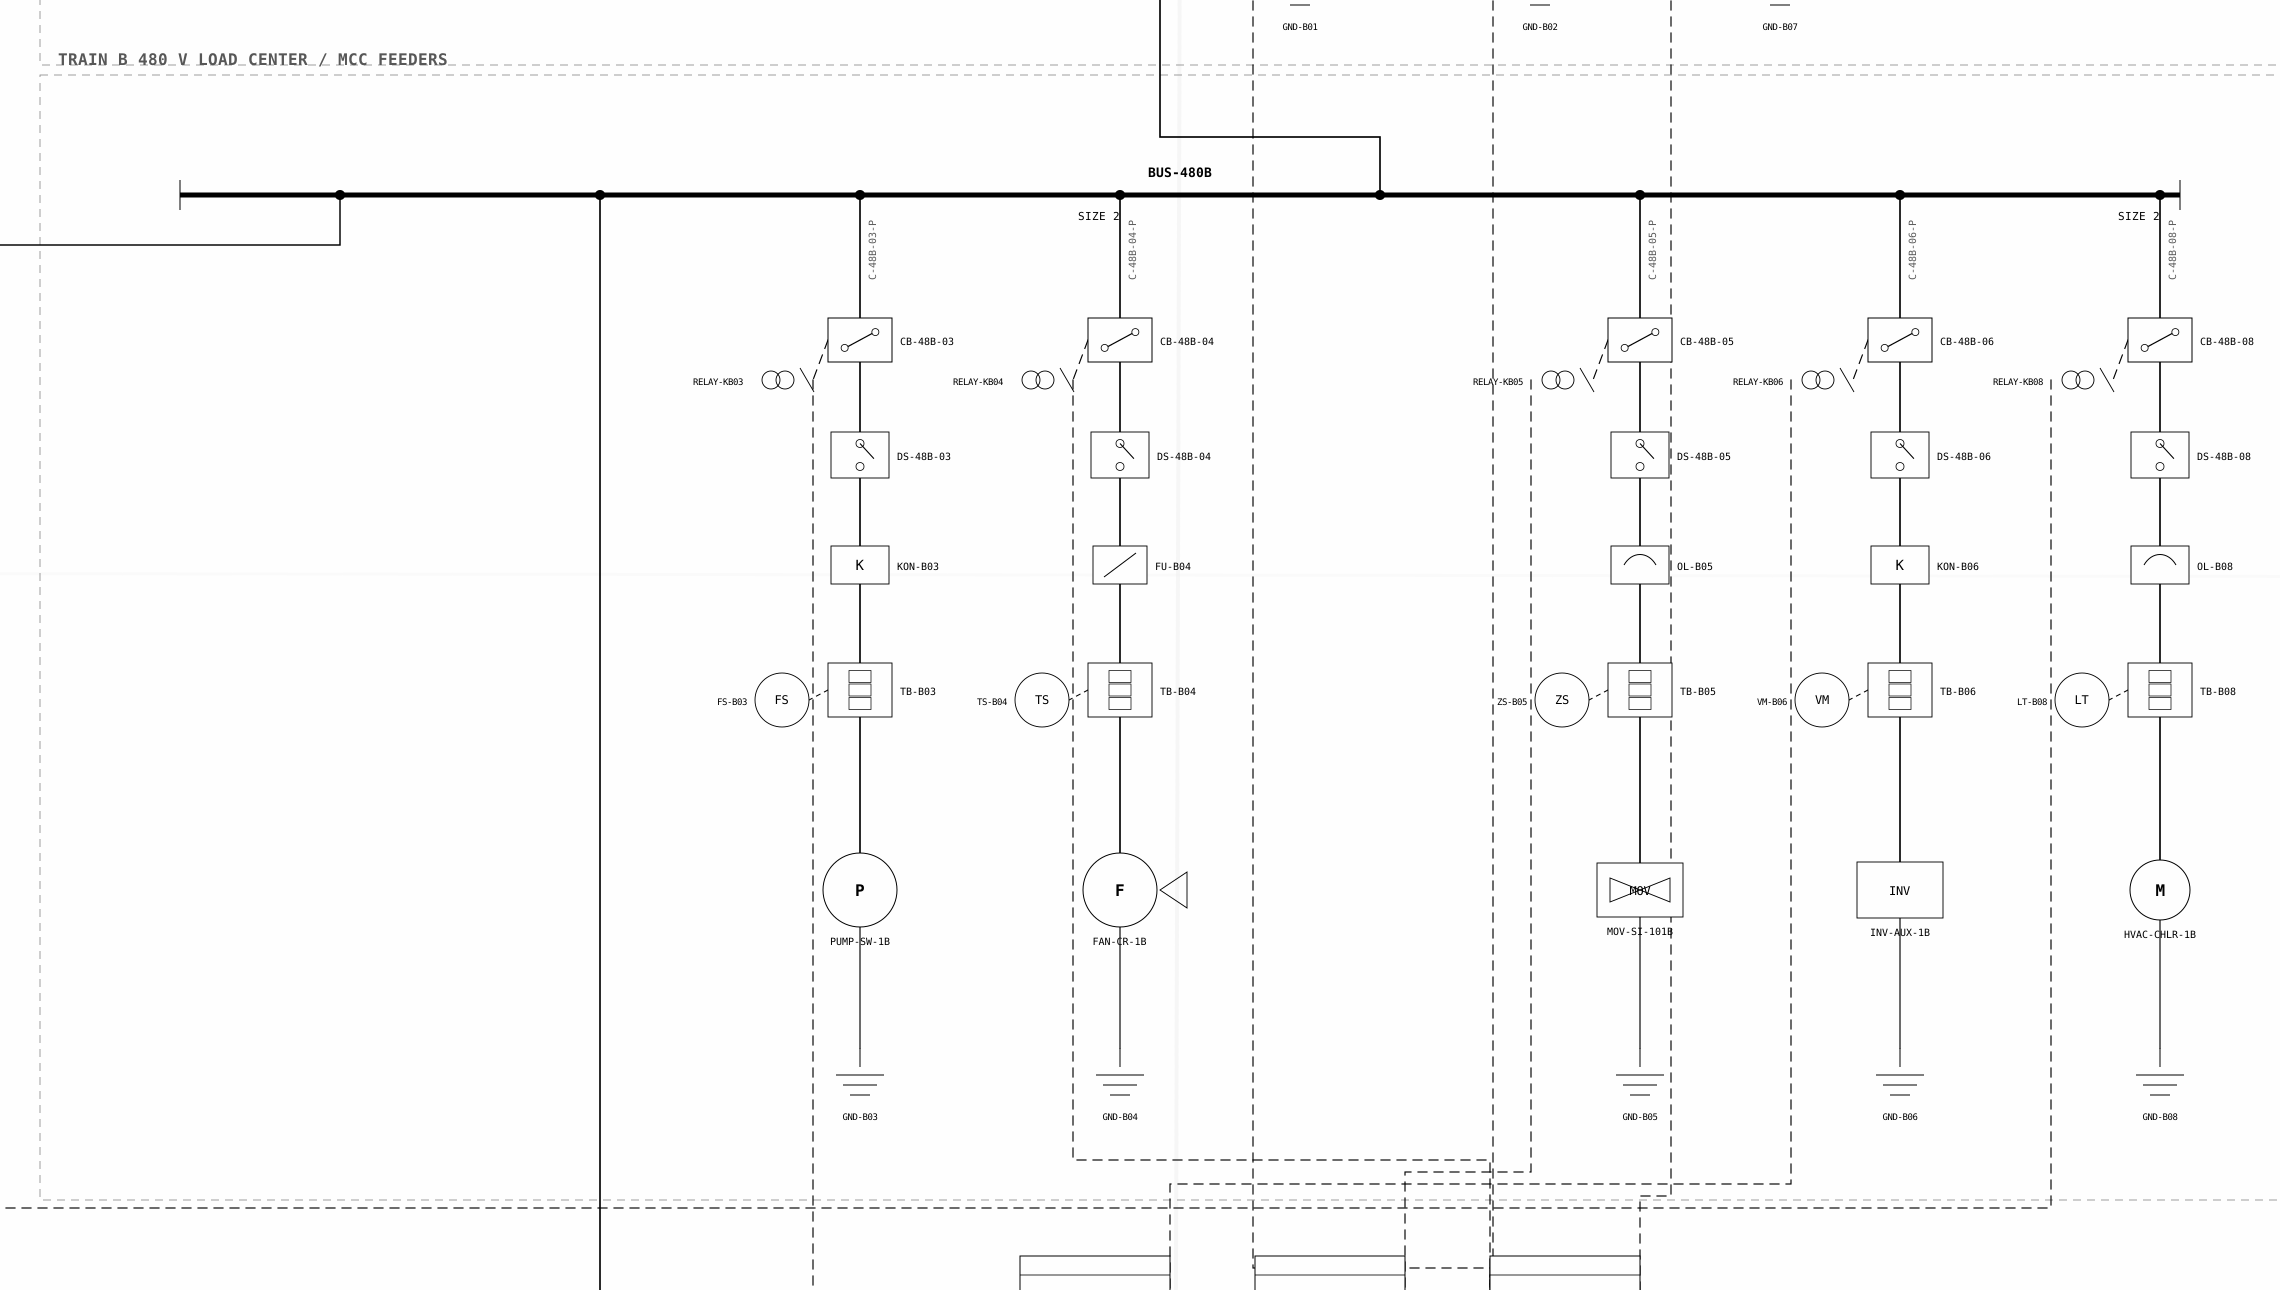 GND-B01
GND-B02
GND-B07
TRAIN B 480 V LOAD CENTER / MCC FEEDERS
BUS-480B
SIZE 2
SIZE 2
C-48B-03-P
C-48B-04-P
C-48B-05-P
C-48B-06-P
C-48B-08-P
CB-48B-03
CB-48B-04
CB-48B-05
CB-48B-06
CB-48B-08
RELAY-KB03
RELAY-KB04
RELAY-KB05
RELAY-KB06
RELAY-KB08
DS-48B-03
DS-48B-04
DS-48B-05
DS-48B-06
DS-48B-08
K
KON-B03
FU-B04
OL-B05
K
KON-B06
OL-B08
FS-B03
FS
TB-B03
TS-B04
TS
TB-B04
ZS-B05
ZS
TB-B05
VM-B06
VM
TB-B06
LT-B08
LT
TB-B08
P
F
MOV
INV
M
PUMP-SW-1B
FAN-CR-1B
MOV-SI-101B
INV-AUX-1B
HVAC-CHLR-1B
GND-B03
GND-B04
GND-B05
GND-B06
GND-B08